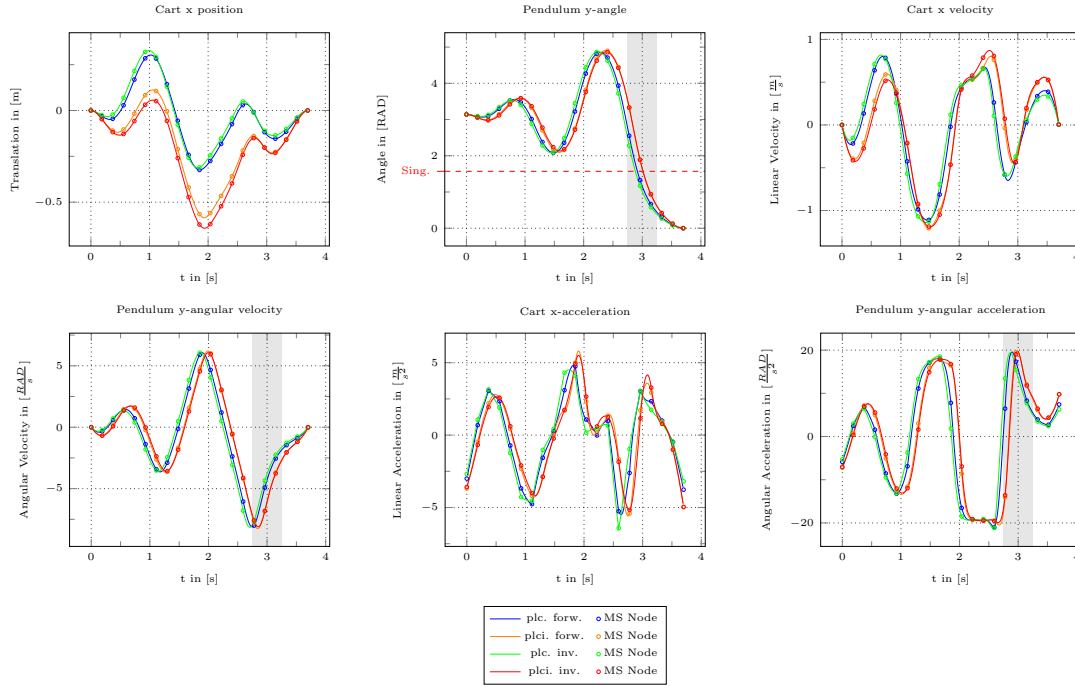 Cart x position
Pendulum y-angle
Cart x velocity
Translation in [m]
0
−0.5
0 1 2 3 4
t in [s]
Angle in [RAD]
4
2
0
Sing.
0 1 2 3 4
t in [s]
Linear Velocity in [m/s]
1
0
−1
0 1 2 3 4
t in [s]
Pendulum y-angular velocity
Cart x-acceleration
Pendulum y-angular acceleration
Angular Velocity in [RAD/s]
5
0
−5
0 1 2 3 4
t in [s]
Linear Acceleration in [m/s²]
5
0
−5
0 1 2 3 4
t in [s]
Angular Acceleration in [RAD/s²]
20
0
−20
0 1 2 3 4
t in [s]
plc. forw. MS Node
plci. forw. MS Node
plc. inv. MS Node
plci. inv. MS Node